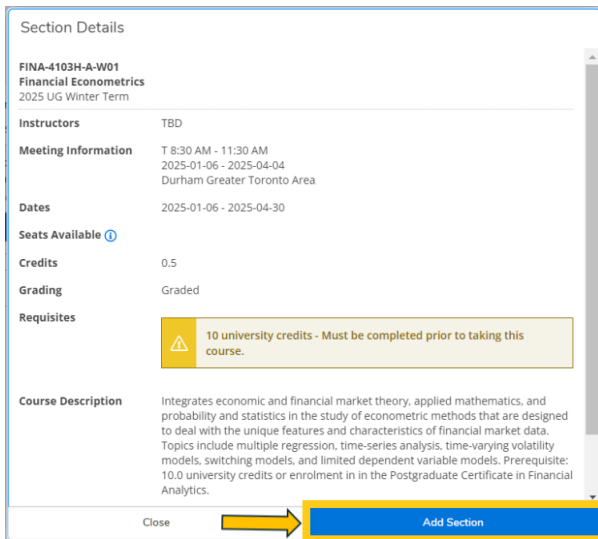 Section Details
FINA-4103H-A-W01
Financial Econometrics
2025 UG Winter Term
Instructors TBD
Meeting Information T 8:30 AM - 11:30 AM
2025-01-06 - 2025-04-04
Durham Greater Toronto Area
Dates 2025-01-06 - 2025-04-30
Seats Available
Credits 0.5
Grading Graded
Requisites
10 university credits - Must be completed prior to taking this
course.
Course Description Integrates economic and financial market theory, applied mathematics, and
probability and statistics in the study of econometric methods that are designed
to deal with the unique features and characteristics of financial market data.
Topics include multiple regression, time-series analysis, time-varying volatility
models, switching models, and limited dependent variable models. Prerequisite:
10.0 university credits or enrolment in in the Postgraduate Certificate in Financial
Analytics.
Close Add Section